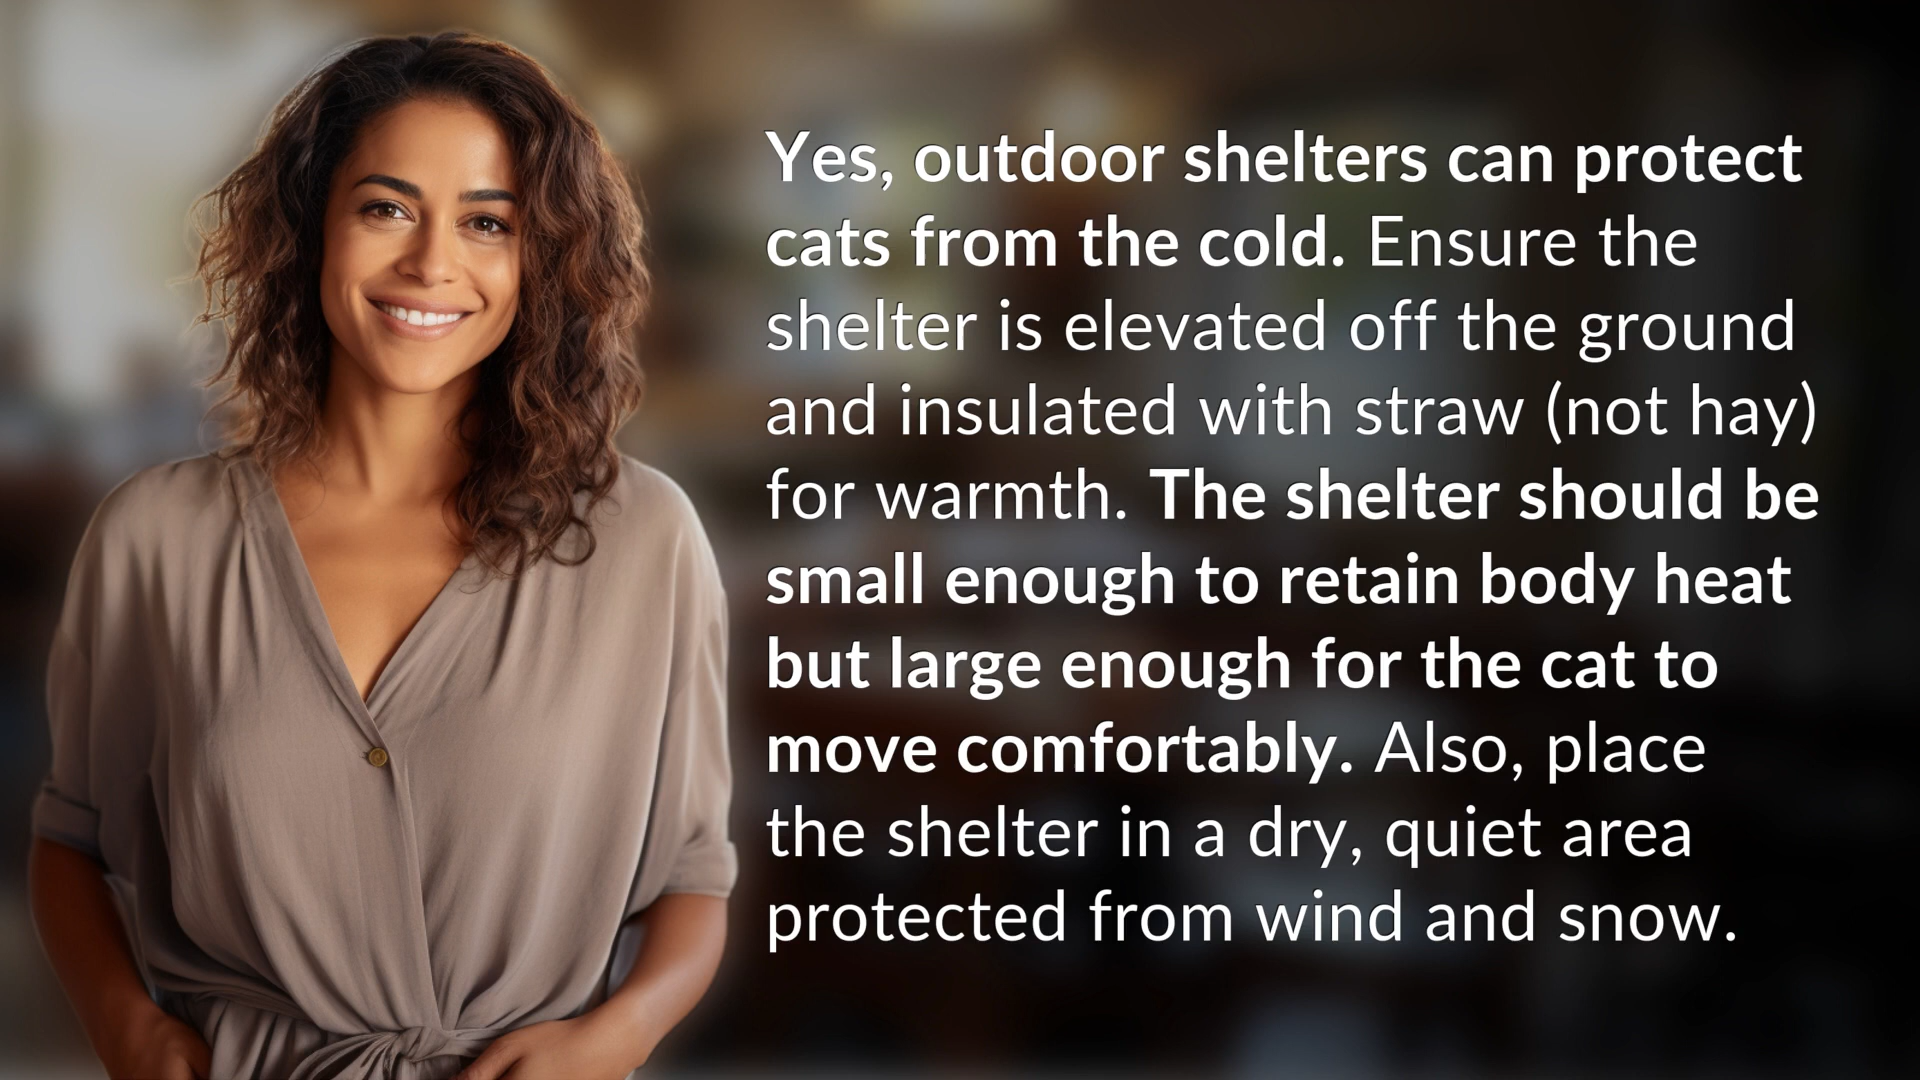 Yes, outdoor shelters can protect
cats from the cold. Ensure the
shelter is elevated off the ground
and insulated with straw (not hay)
for warmth. The shelter should be
small enough to retain body heat
but large enough for the cat to
move comfortably. Also, place
the shelter in a dry, quiet area
protected from wind and snow.